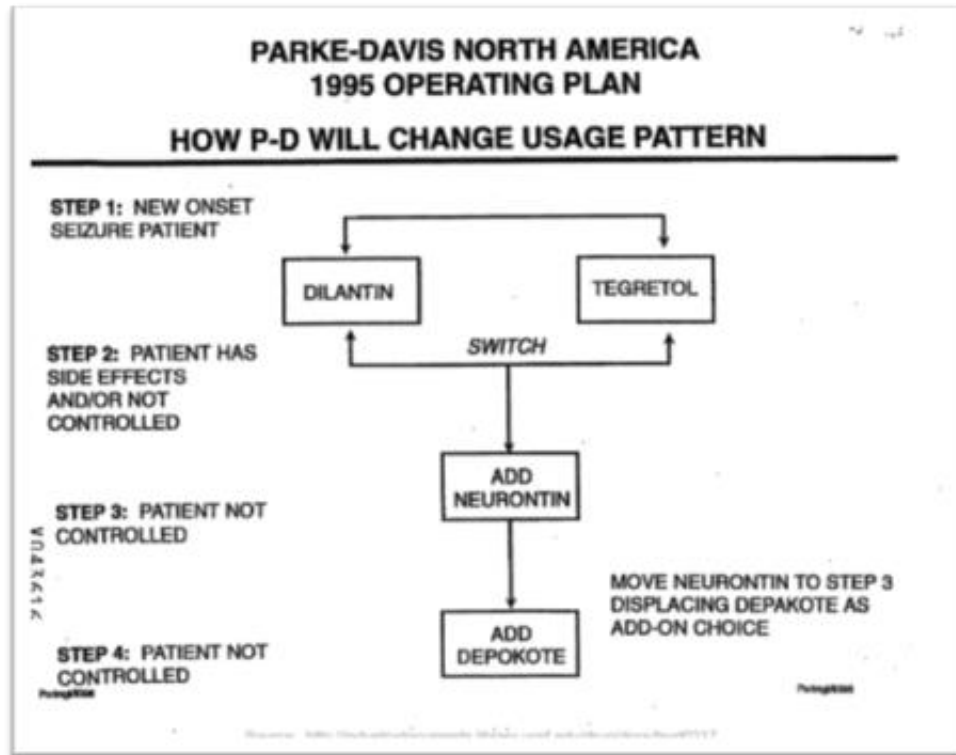 PARKE-DAVIS NORTH AMERICA
1995 OPERATING PLAN
HOW P-D WILL CHANGE USAGE PATTERN
STEP 1: NEW ONSET
SEIZURE PATIENT
DILANTIN
TEGRETOL
SWITCH
STEP 2: PATIENT HAS
SIDE EFFECTS
AND/OR NOT
CONTROLLED
ADD
NEURONTIN
STEP 3: PATIENT NOT
CONTROLLED
MOVE NEURONTIN TO STEP 3
DISPLACING DEPAKOTE AS
ADD-ON CHOICE
ADD
DEPOKOTE
STEP 4: PATIENT NOT
CONTROLLED